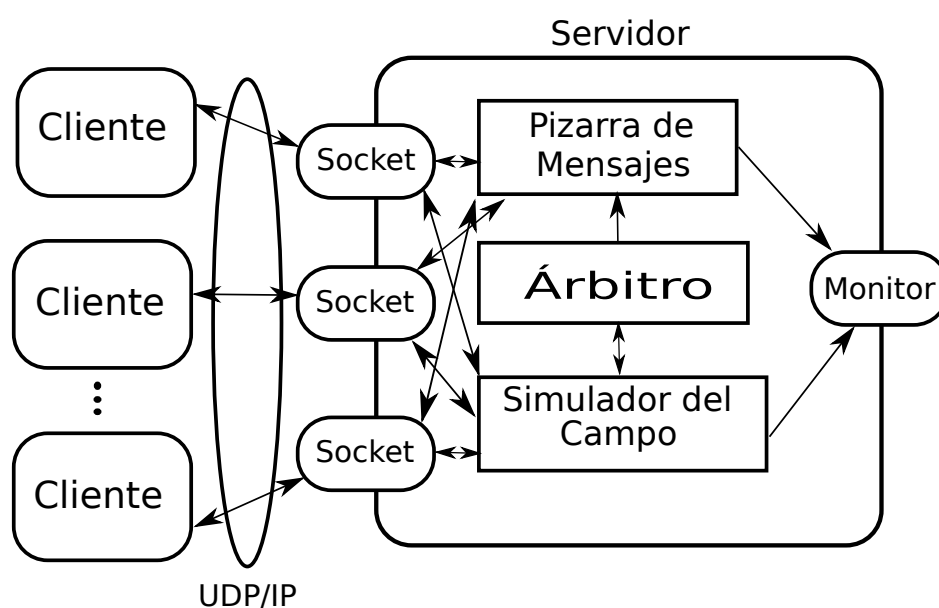 Servidor
Cliente
Socket
Pizarra de
Mensajes
Cliente
Socket
Árbitro
Monitor
Cliente
Socket
Simulador del
Campo
UDP/IP